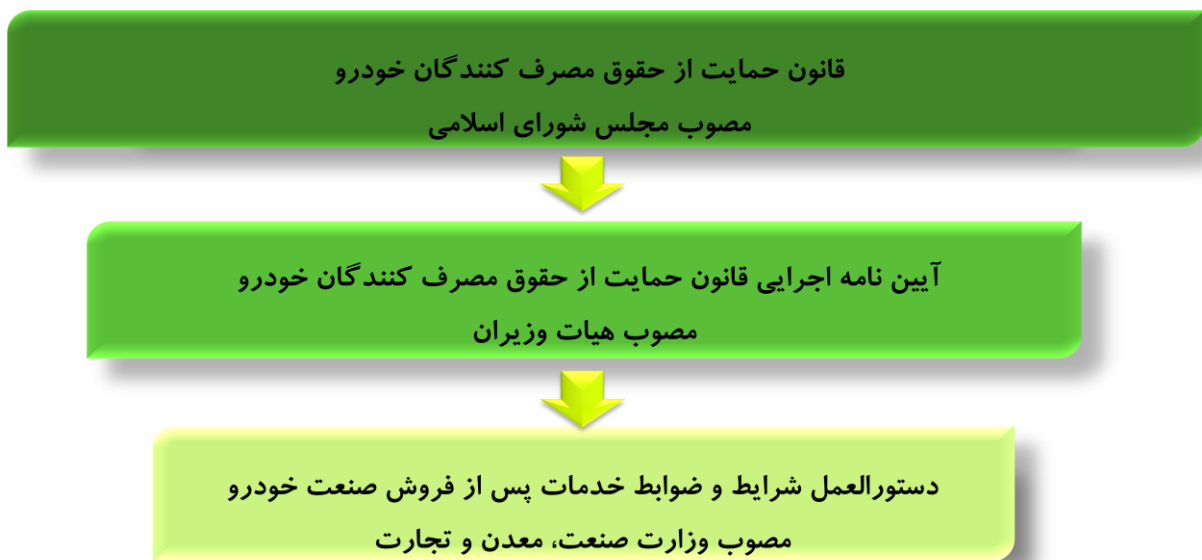 قانون حمایت از حقوق مصرف کنندگان خودرو
مصوب مجلس شورای اسلامی
آیین نامه اجرایی قانون حمایت از حقوق مصرف کنندگان خودرو
مصوب هیات وزیران
دستورالعمل شرایط و ضوابط خدمات پس از فروش صنعت خودرو
مصوب وزارت صنعت، معدن و تجارت